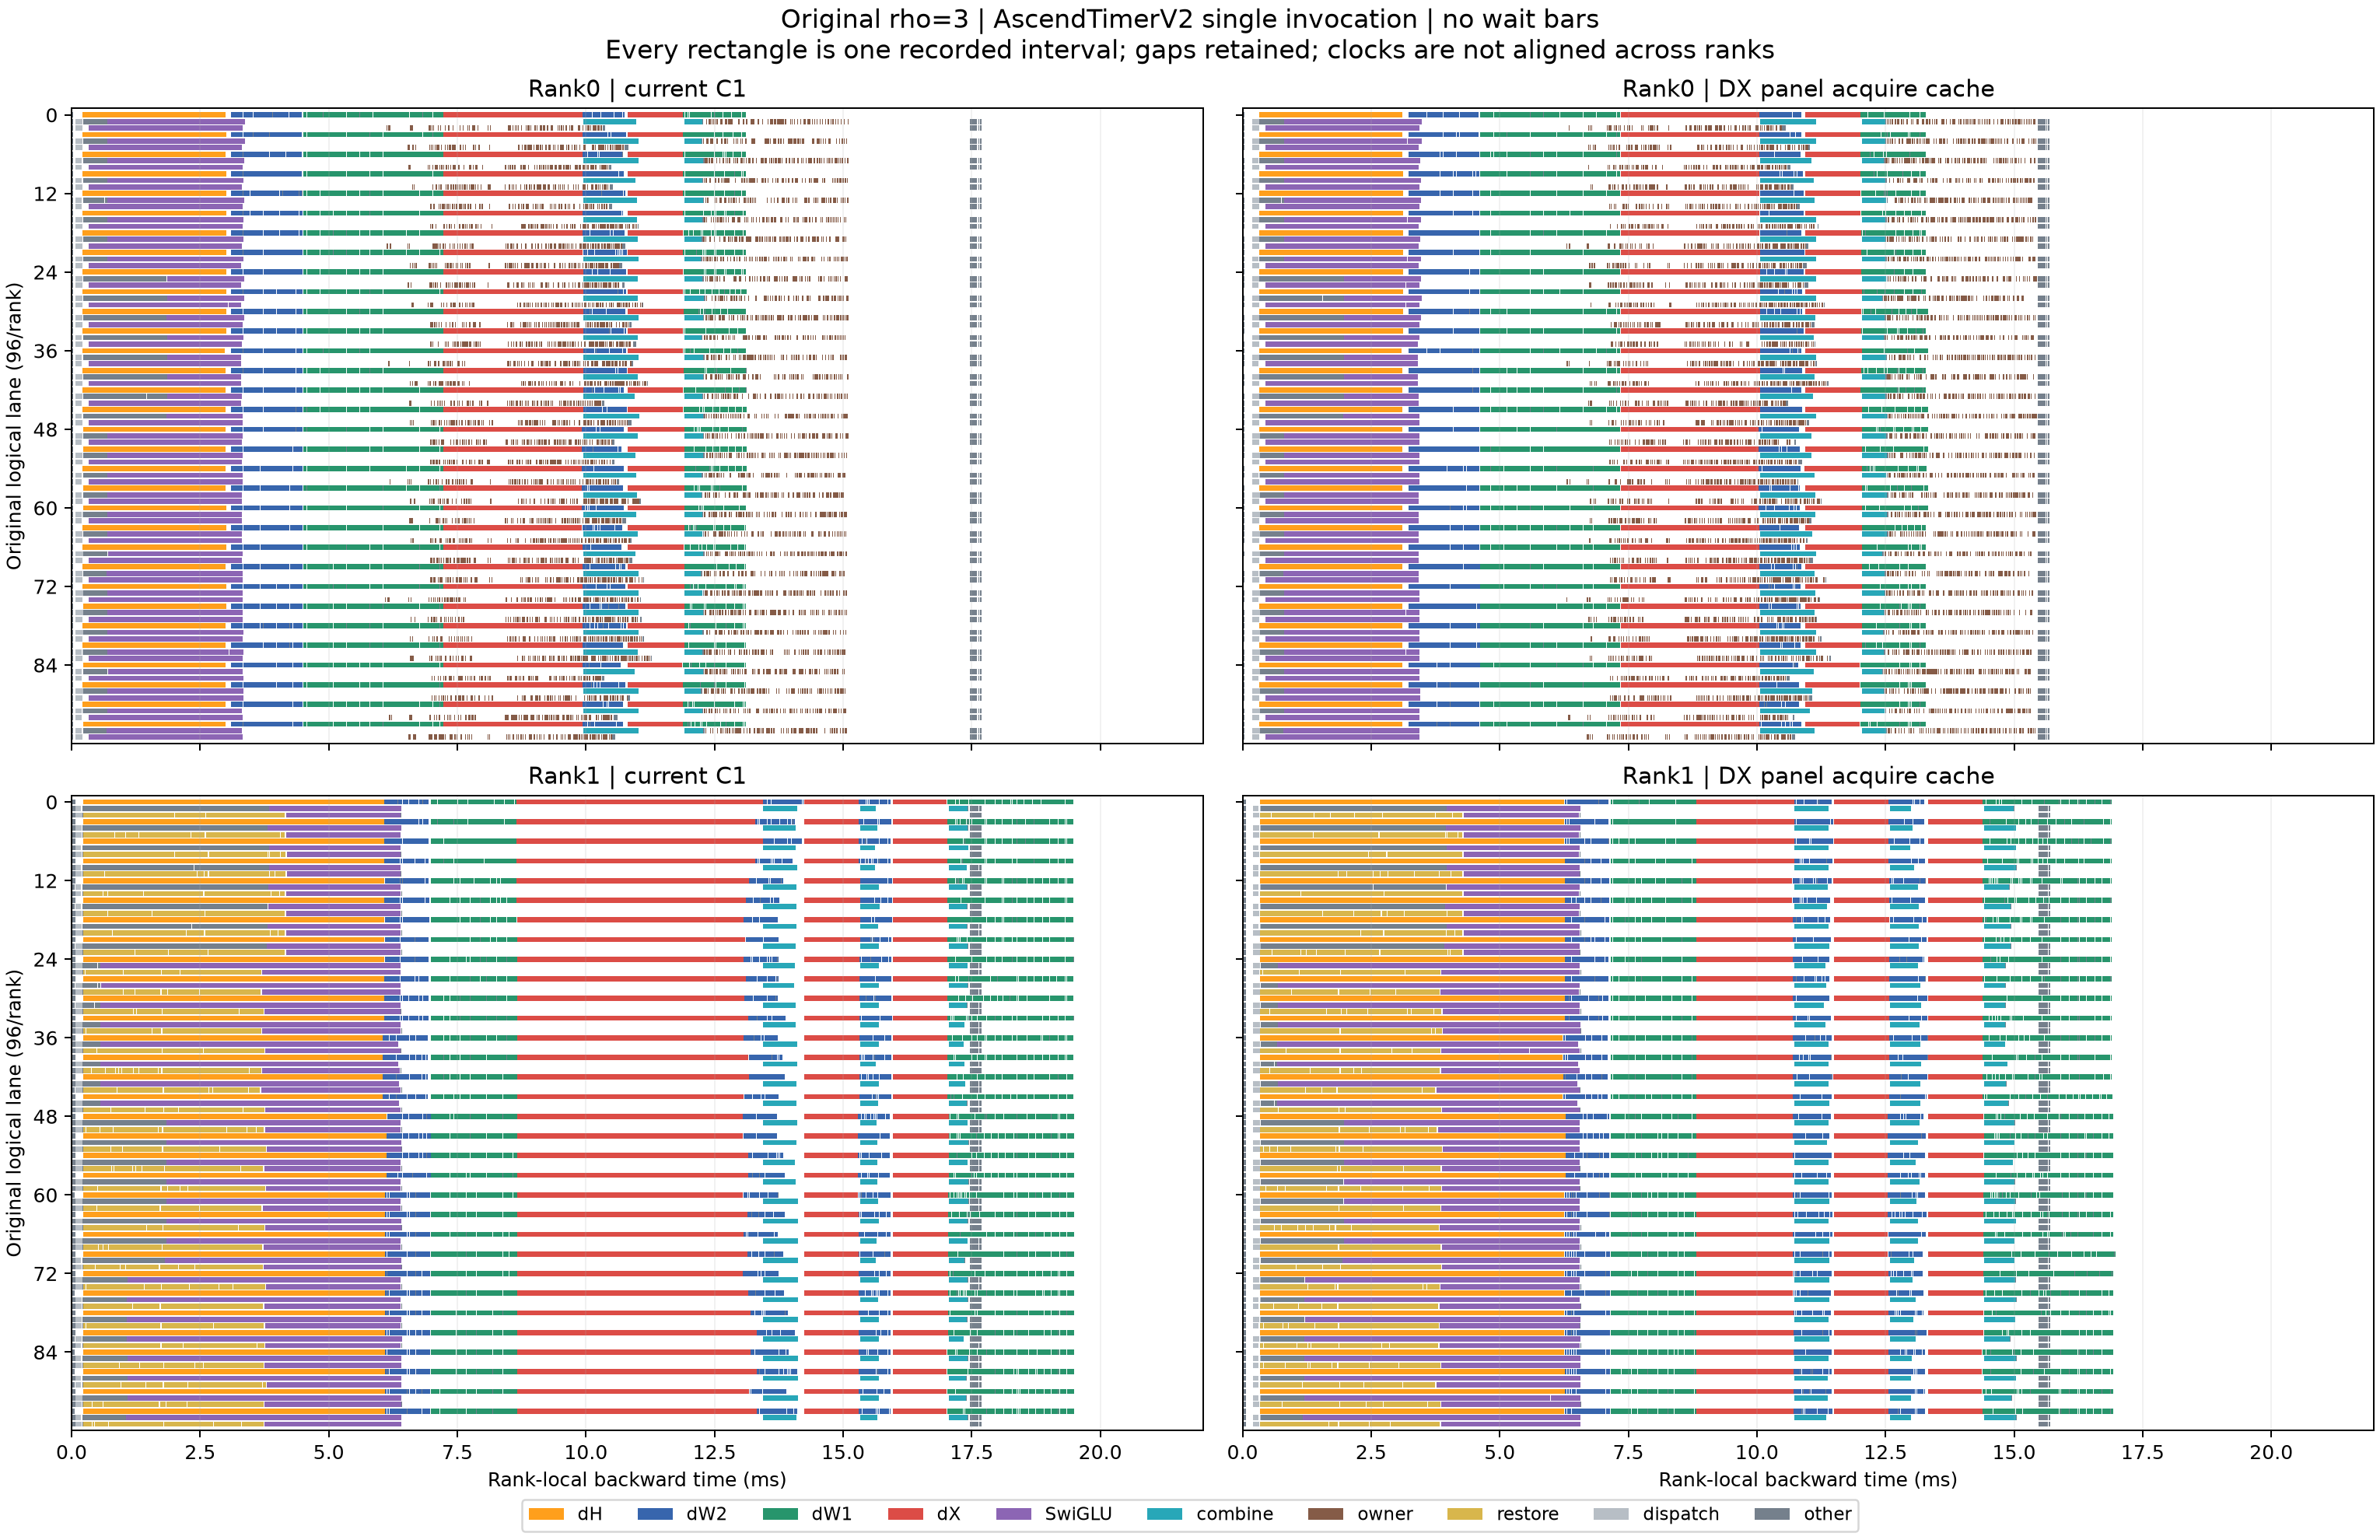 Original rho=3 | AscendTimerV2 single invocation | no wait bars
Every rectangle is one recorded interval; gaps retained; clocks are not aligned across ranks
Rank0 | current C1
Rank0 | DX panel acquire cache
Original logical lane (96/rank)
0
12
24
36
48
60
72
84
Rank1 | current C1
Rank1 | DX panel acquire cache
Original logical lane (96/rank)
0
12
24
36
48
60
72
84
0.0 2.5 5.0 7.5 10.0 12.5 15.0 17.5 20.0
0.0 2.5 5.0 7.5 10.0 12.5 15.0 17.5 20.0
Rank-local backward time (ms)
Rank-local backward time (ms)
dH dW2 dW1 dX SwiGLU combine owner restore dispatch other